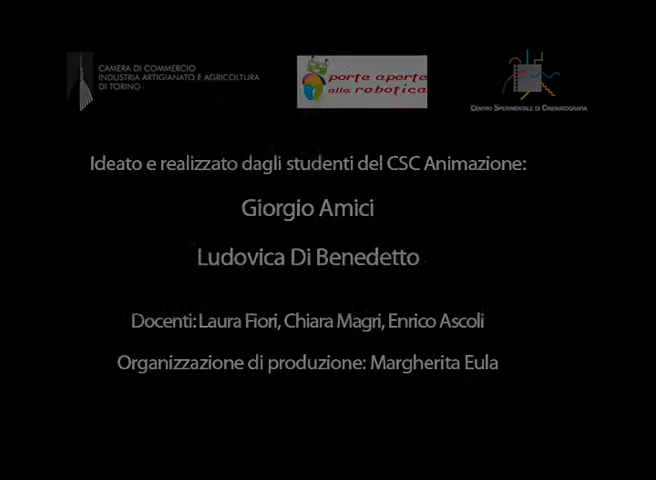 CAMERA DI COMMERCIO
INDUSTRIA ARTIGIANATO E AGRICOLTURA
DI TORINO
porte aperte
alla robotica
CENTRO SPERIMENTALE DI CINEMATOGRAFIA
Ideato e realizzato dagli studenti del CSC Animazione:
Giorgio Amici
Ludovica Di Benedetto
Docenti: Laura Fiori, Chiara Magri, Enrico Ascoli
Organizzazione di produzione: Margherita Eula